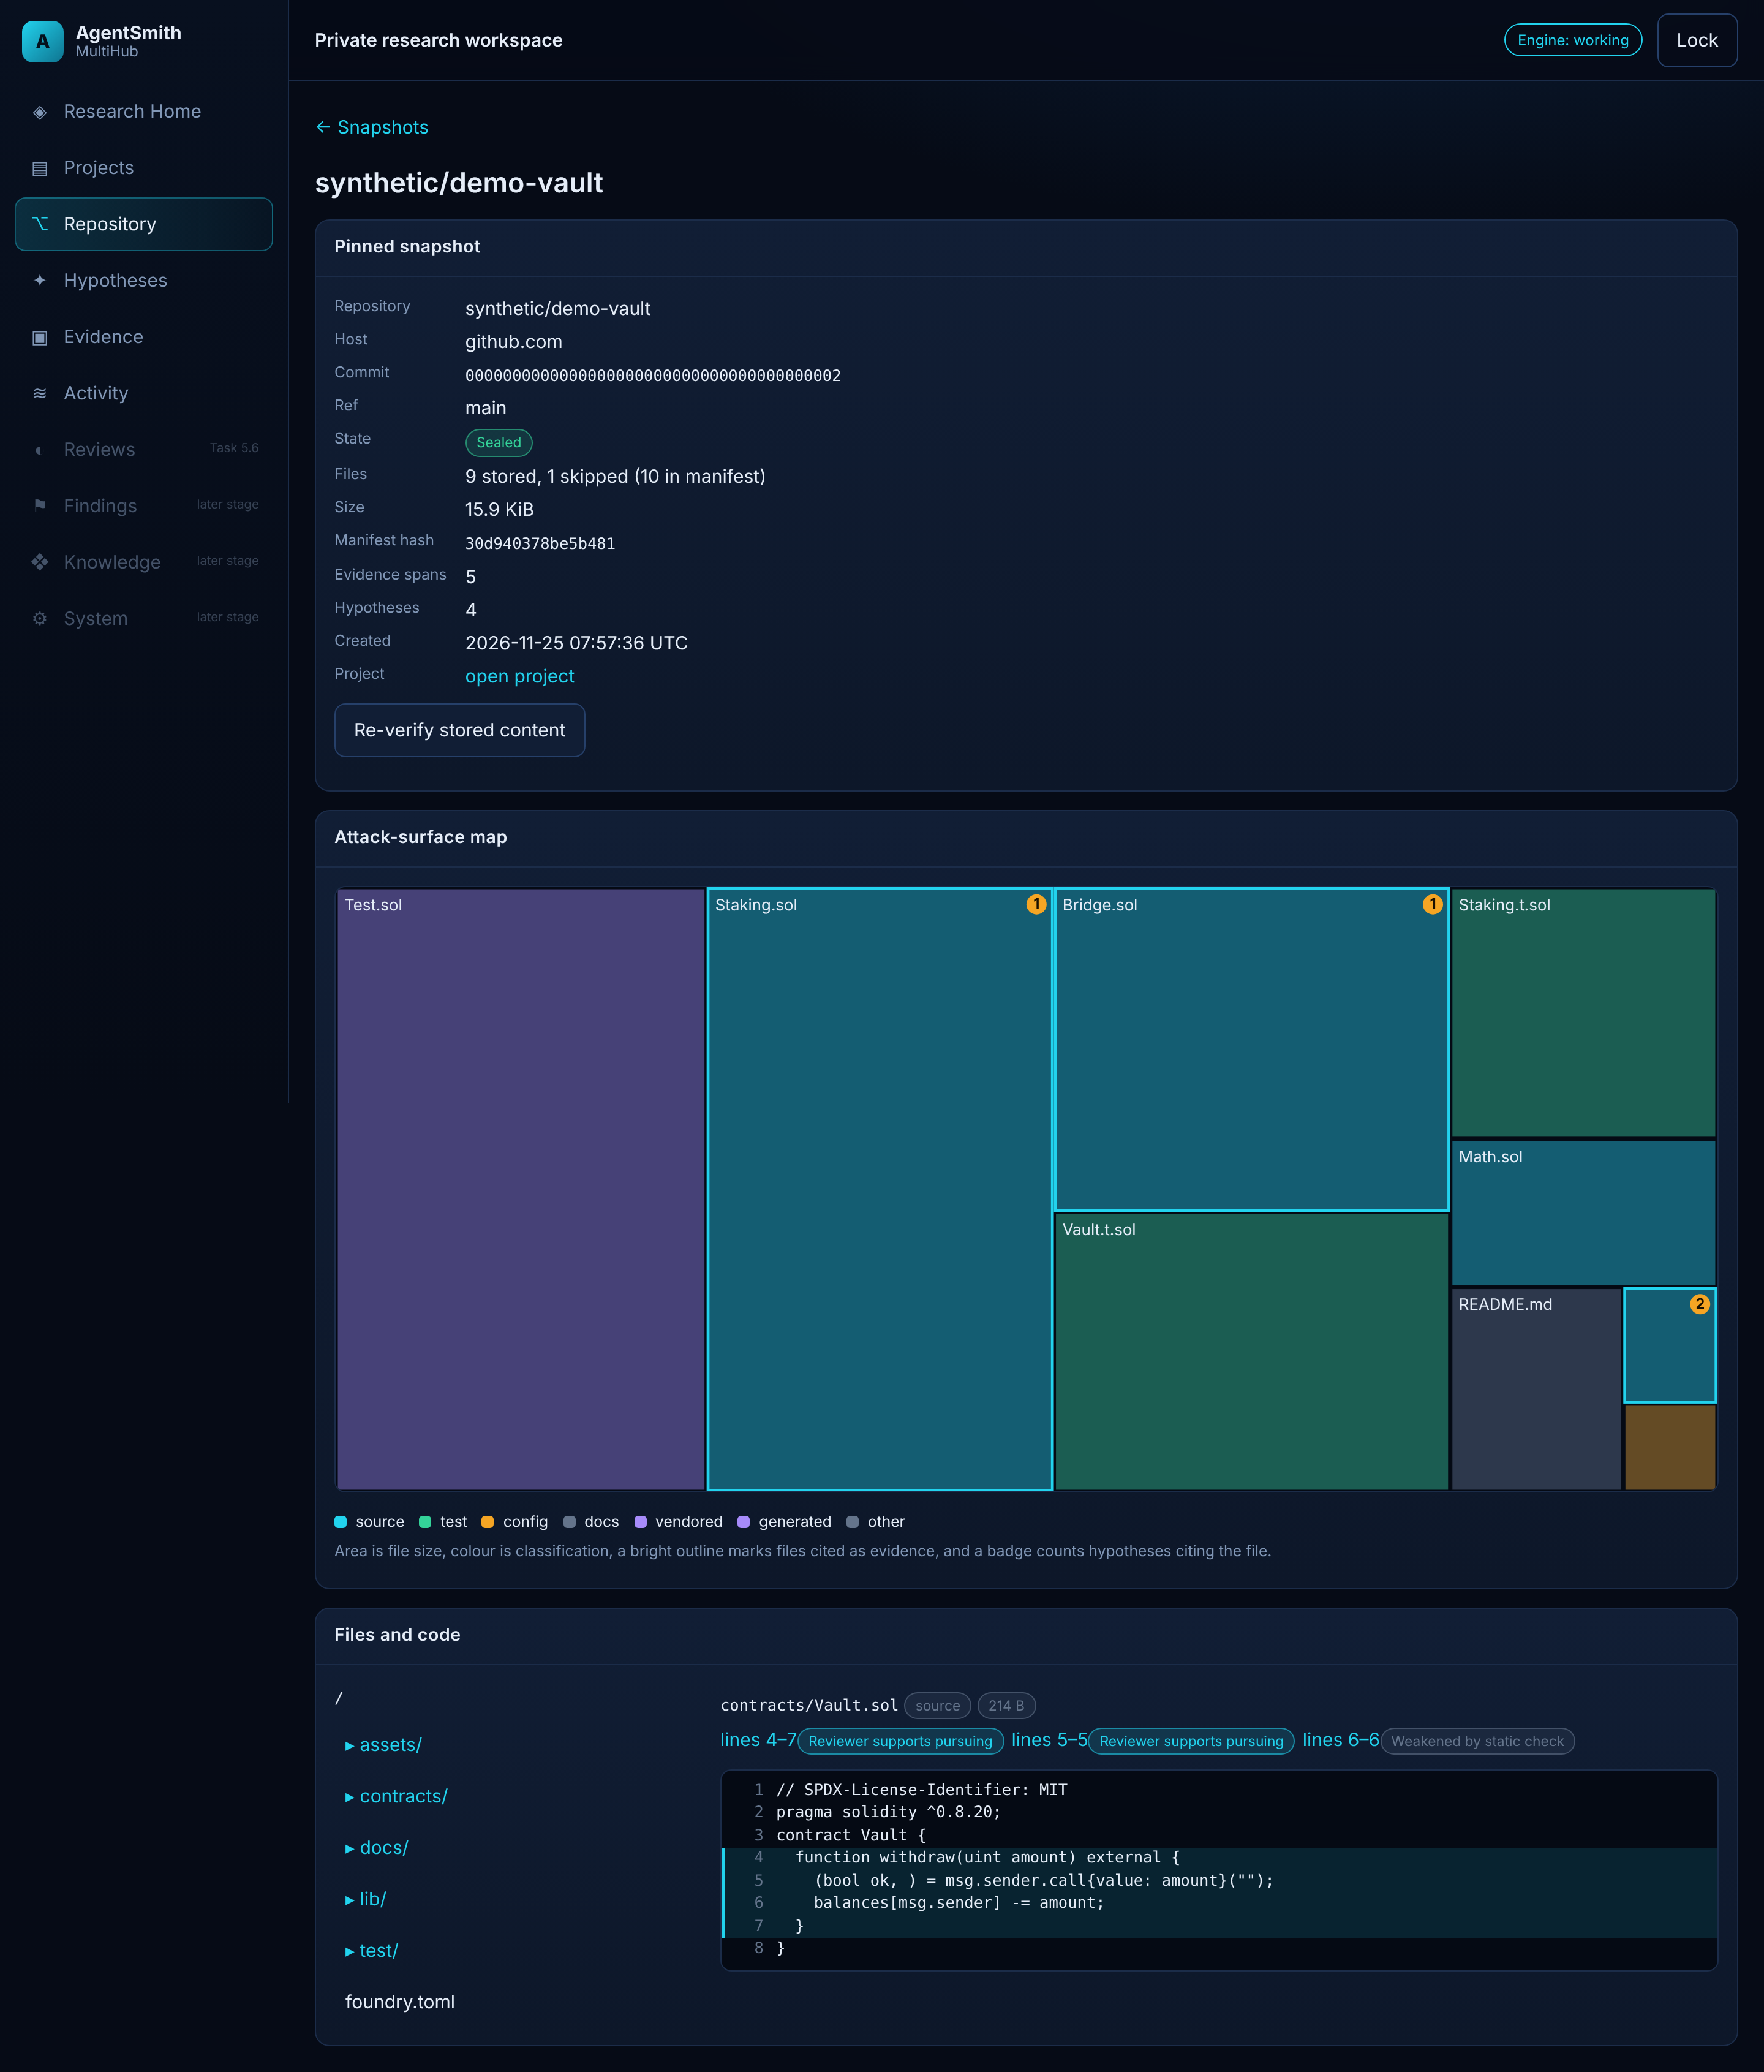 A
AgentSmith
MultiHub
Research Home
Projects
Repository
Hypotheses
Evidence
Activity
Reviews Task 5.6
Findings later stage
Knowledge later stage
System later stage
Private research workspace
Engine: working
Lock
← Snapshots
synthetic/demo-vault
Pinned snapshot
Repository synthetic/demo-vault
Host github.com
Commit 0000000000000000000000000000000000000002
Ref main
State Sealed
Files 9 stored, 1 skipped (10 in manifest)
Size 15.9 KiB
Manifest hash 30d940378be5b481
Evidence spans 5
Hypotheses 4
Created 2026-11-25 07:57:36 UTC
Project open project
Re-verify stored content
Attack-surface map
Test.sol
Staking.sol 1
Bridge.sol 1
Staking.t.sol
Math.sol
Vault.t.sol
README.md
2
source test config docs vendored generated other
Area is file size, colour is classification, a bright outline marks files cited as evidence, and a badge counts hypotheses citing the file.
Files and code
/
▸ assets/
▸ contracts/
▸ docs/
▸ lib/
▸ test/
foundry.toml
contracts/Vault.sol source 214 B
lines 4–7 Reviewer supports pursuing lines 5–5 Reviewer supports pursuing lines 6–6 Weakened by static check
1 // SPDX-License-Identifier: MIT
2 pragma solidity ^0.8.20;
3 contract Vault {
4   function withdraw(uint amount) external {
5     (bool ok, ) = msg.sender.call{value: amount}("");
6     balances[msg.sender] -= amount;
7   }
8 }